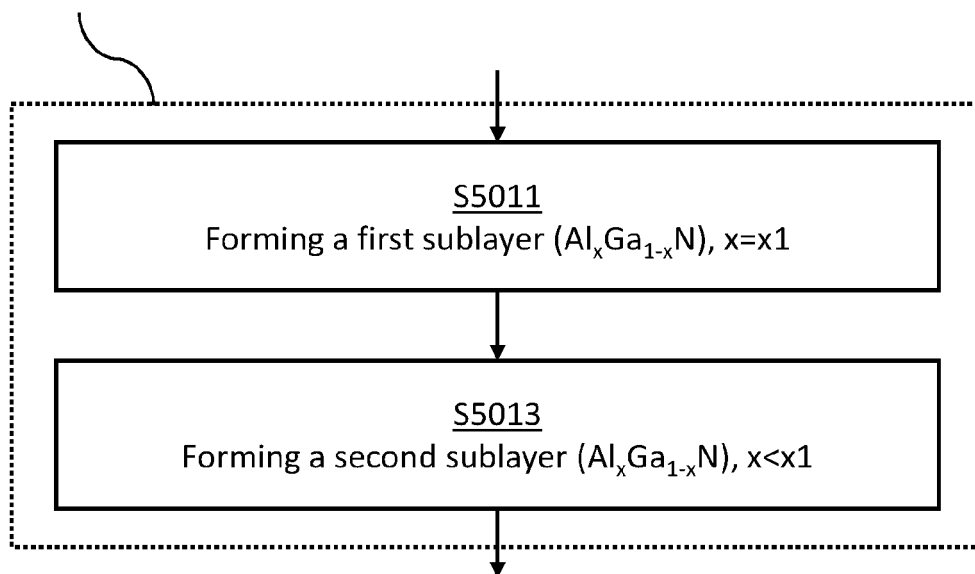 S5011
Forming a first sublayer (AlₓGa₁₋ₓN), x=x1
S5013
Forming a second sublayer (AlₓGa₁₋ₓN), x<x1